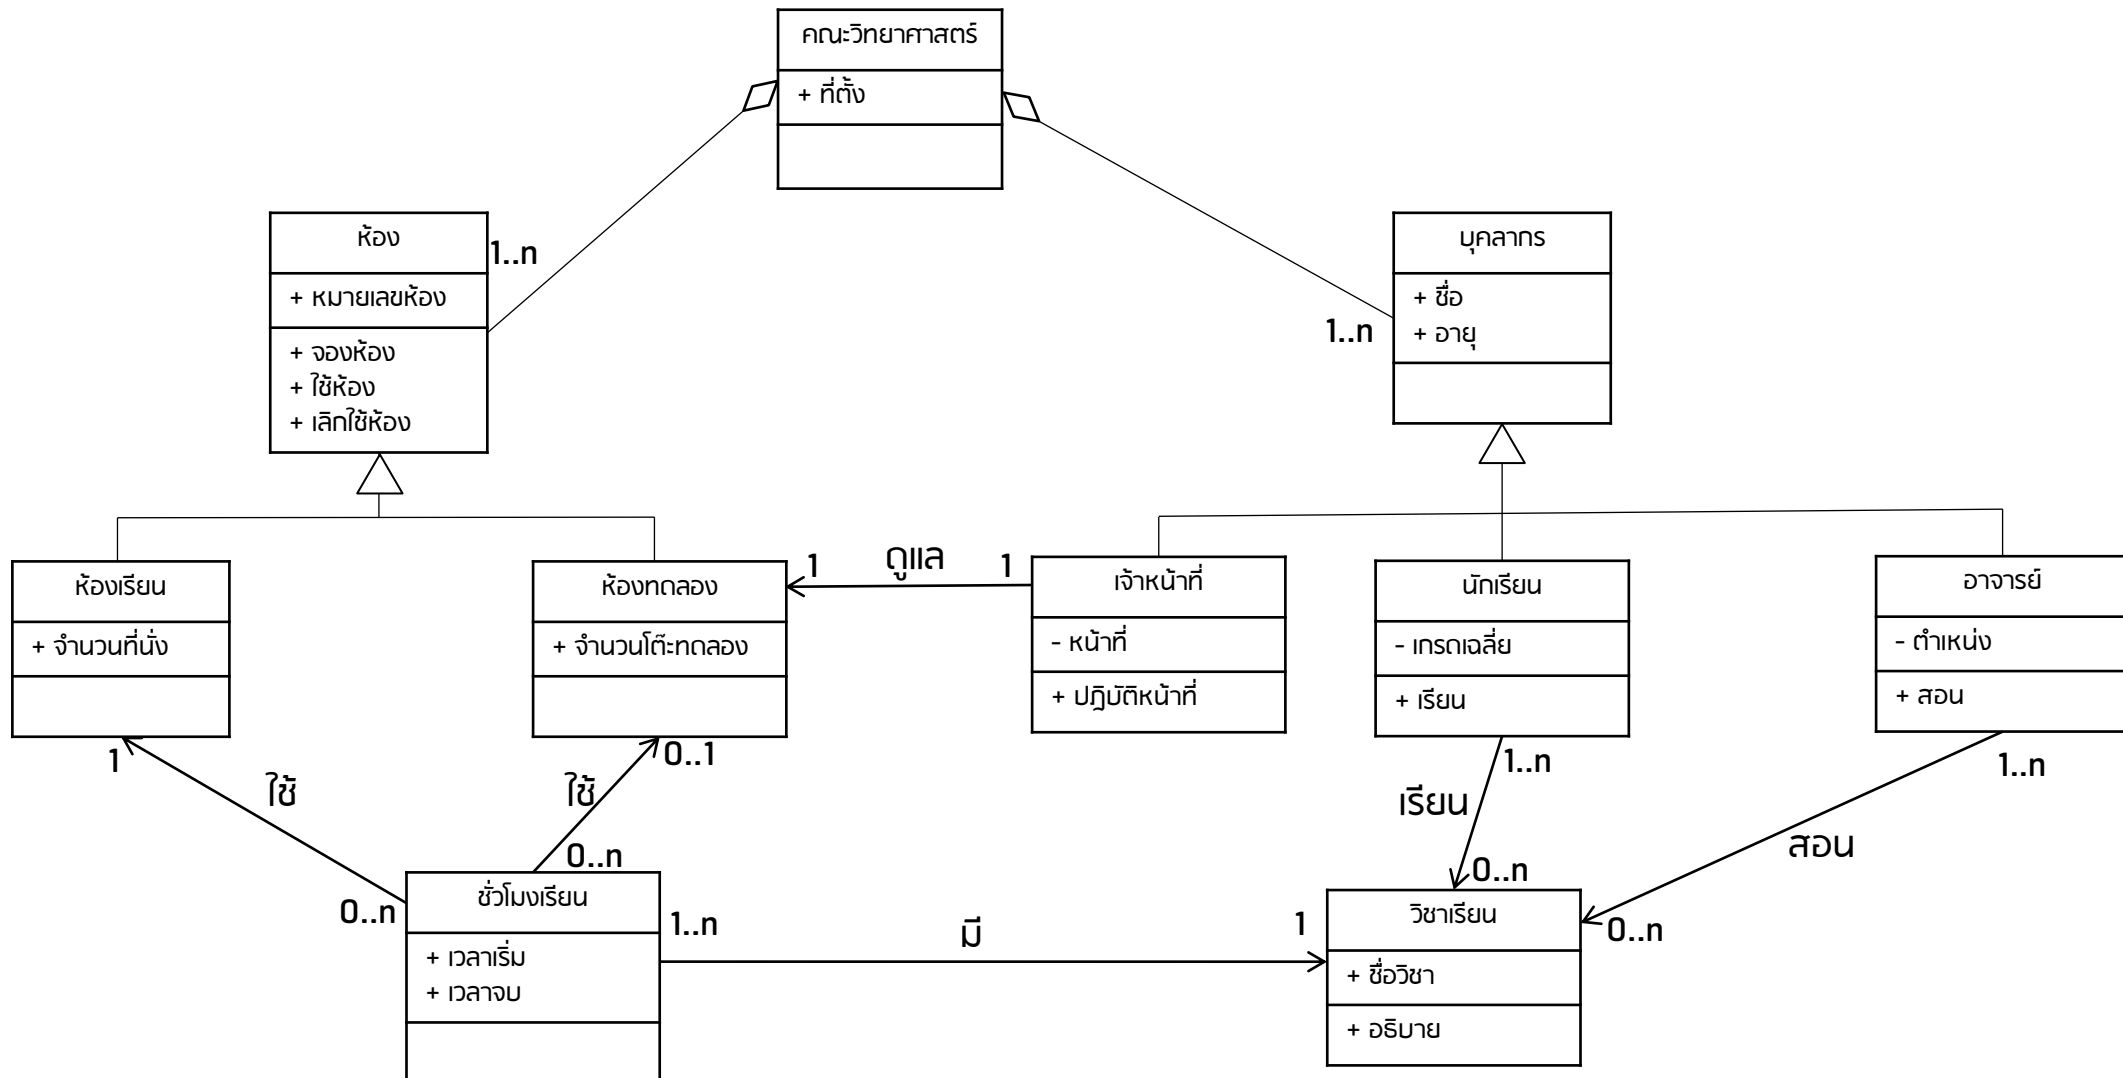 คณะวิทยาศาสตร์
+ ที่ตั้ง
ห้อง
+ หมายเลขห้อง
+ จองห้อง
+ ใช้ห้อง
+ เลิกใช้ห้อง
1..n
บุคลากร
+ ชื่อ
+ อายุ
1..n
ห้องเรียน
+ จำนวนที่นั่ง
ห้องทดลอง
+ จำนวนโต๊ะทดลอง
1
ดูแล
1
เจ้าหน้าที่
- หน้าที่
+ ปฎิบัติหน้าที่
นักเรียน
- เกรดเฉลี่ย
+ เรียน
อาจารย์
- ตำแหน่ง
+ สอน
1
ใช้
0..n
0..1
ใช้
0..n
1..n
เรียน
0..n
1..n
สอน
0..n
ชั่วโมงเรียน
+ เวลาเริ่ม
+ เวลาจบ
1..n
มี
1
วิชาเรียน
+ ชื่อวิชา
+ อธิบาย